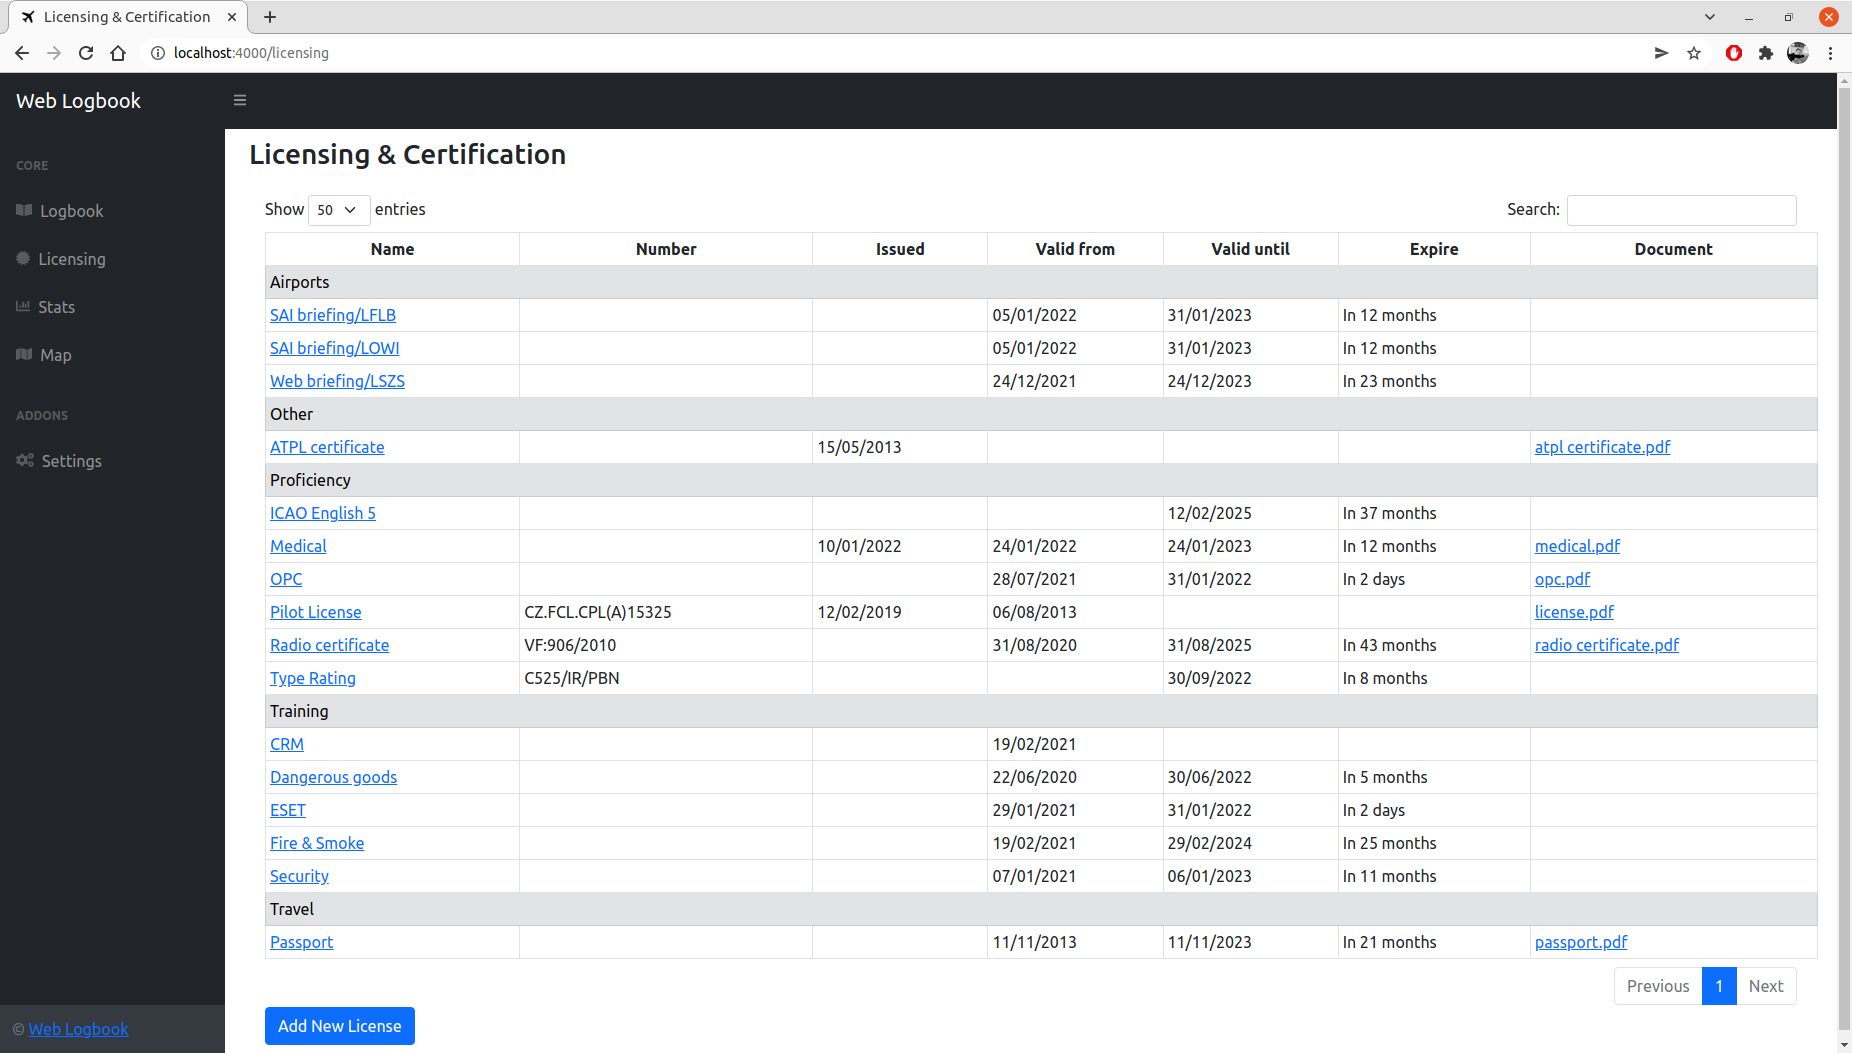 Licensing & Certification
localhost:4000/licensing
Web Logbook
CORE
Logbook
Licensing
Stats
Map
ADDONS
Settings
© Web Logbook
Licensing & Certification
Show 50 entries
Search:
Name Number Issued Valid from Valid until Expire Document
Airports
SAI briefing/LFLB 05/01/2022 31/01/2023 In 12 months
SAI briefing/LOWI 05/01/2022 31/01/2023 In 12 months
Web briefing/LSZS 24/12/2021 24/12/2023 In 23 months
Other
ATPL certificate 15/05/2013 atpl certificate.pdf
Proficiency
ICAO English 5 12/02/2025 In 37 months
Medical 10/01/2022 24/01/2022 24/01/2023 In 12 months medical.pdf
OPC 28/07/2021 31/01/2022 In 2 days opc.pdf
Pilot License CZ.FCL.CPL(A)15325 12/02/2019 06/08/2013 license.pdf
Radio certificate VF:906/2010 31/08/2020 31/08/2025 In 43 months radio certificate.pdf
Type Rating C525/IR/PBN 30/09/2022 In 8 months
Training
CRM 19/02/2021
Dangerous goods 22/06/2020 30/06/2022 In 5 months
ESET 29/01/2021 31/01/2022 In 2 days
Fire & Smoke 19/02/2021 29/02/2024 In 25 months
Security 07/01/2021 06/01/2023 In 11 months
Travel
Passport 11/11/2013 11/11/2023 In 21 months passport.pdf
Previous 1 Next
Add New License